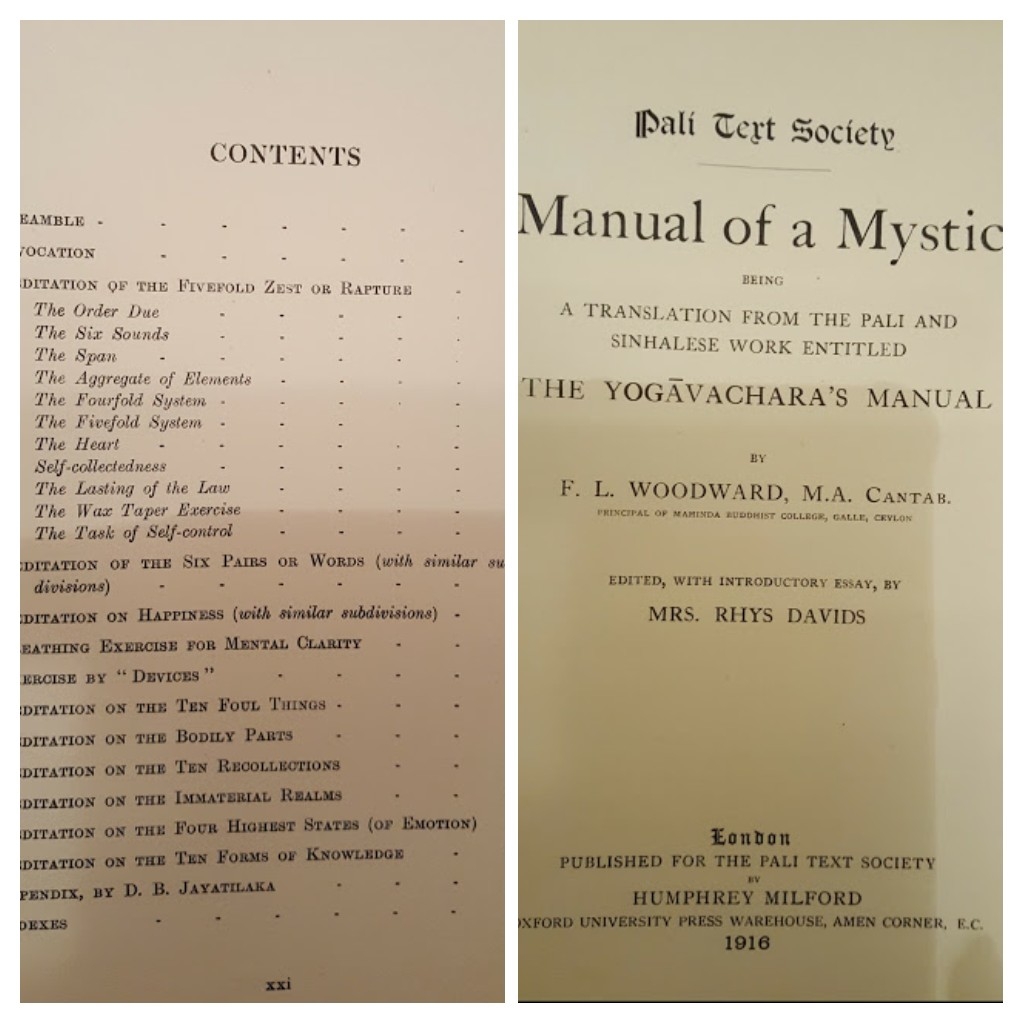 CONTENTS
EAMBLE - - - - - -
VOCATION - - - - - -
DITATION OF THE FIVEFOLD ZEST OR RAPTURE -
The Order Due - - - - -
The Six Sounds - - - - -
The Span - - - - - -
The Aggregate of Elements - - - -
The Fourfold System - - - - -
The Fivefold System - - - - -
The Heart - - - - - -
Self-collectedness - - - - -
The Lasting of the Law - - - -
The Wax Taper Exercise - - - -
The Task of Self-control - - - -
DITATION OF THE SIX PAIRS OR WORDS (with similar su
divisions) - - - - - -
DITATION ON HAPPINESS (with similar subdivisions) -
EATHING EXERCISE FOR MENTAL CLARITY - -
ERCISE BY “ DEVICES ” - - - -
DITATION ON THE TEN FOUL THINGS - - -
DITATION ON THE BODILY PARTS - - -
DITATION ON THE TEN RECOLLECTIONS - -
DITATION ON THE IMMATERIAL REALMS - -
DITATION ON THE FOUR HIGHEST STATES (OF EMOTION)
DITATION ON THE TEN FORMS OF KNOWLEDGE -
PENDIX, BY D. B. JAYATILAKA - - -
DEXES - - - - - -
xxi
Pali Text Society
Manual of a Mystic
BEING
A TRANSLATION FROM THE PALI AND
SINHALESE WORK ENTITLED
THE YOGĀVACHARA'S MANUAL
BY
F. L. WOODWARD, M.A. CANTAB.
PRINCIPAL OF MAHINDA BUDDHIST COLLEGE, GALLE, CEYLON
EDITED, WITH INTRODUCTORY ESSAY, BY
MRS. RHYS DAVIDS
London
PUBLISHED FOR THE PALI TEXT SOCIETY
BY
HUMPHREY MILFORD
OXFORD UNIVERSITY PRESS WAREHOUSE, AMEN CORNER, E.C.
1916